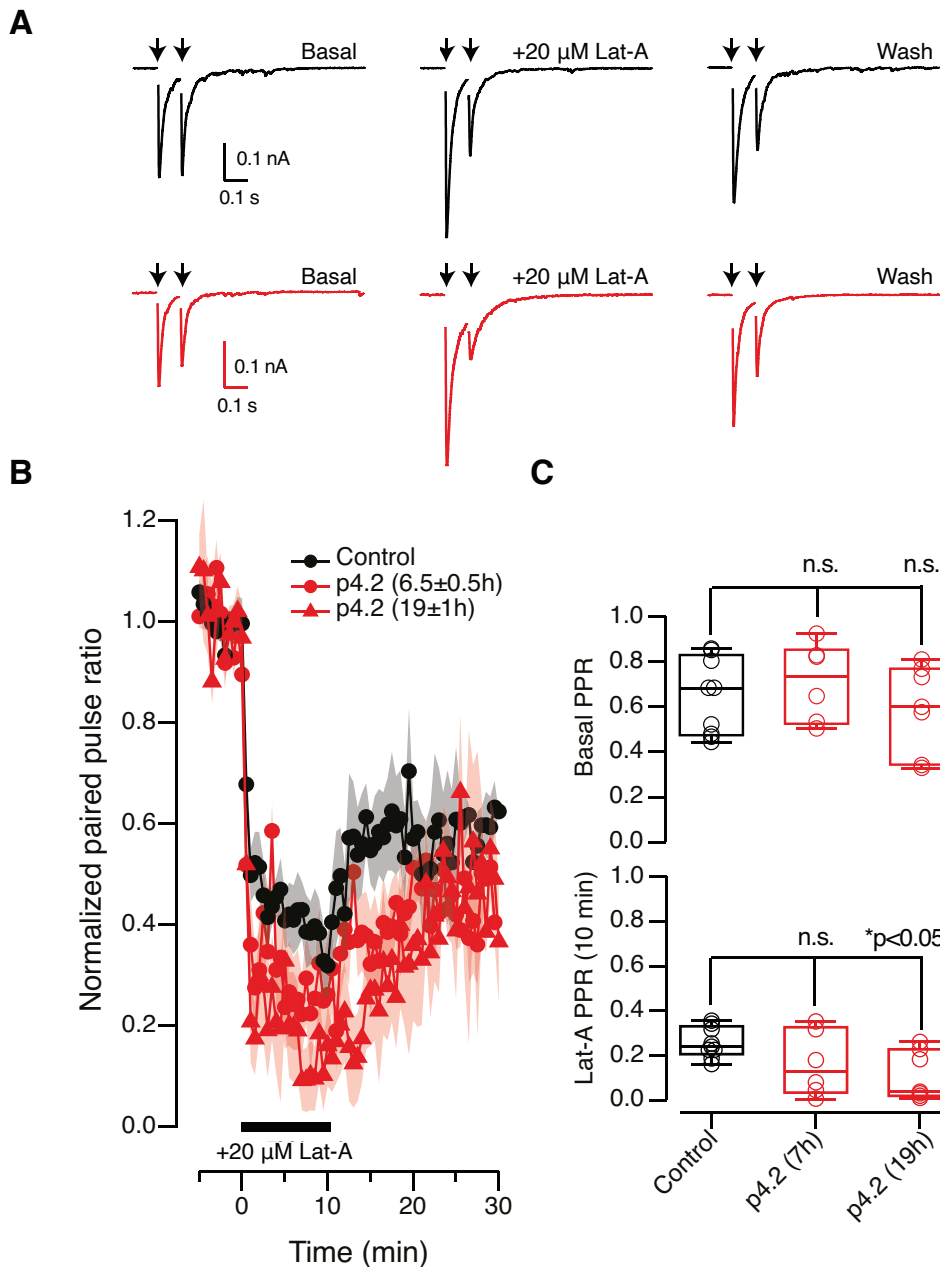 A
Basal
+20 µM Lat-A
Wash
0.1 nA
0.1 s
Basal
+20 µM Lat-A
Wash
0.1 nA
0.1 s
B
Normalized paired pulse ratio
1.2
1.0
0.8
0.6
0.4
0.2
0.0
Control
p4.2 (6.5±0.5h)
p4.2 (19±1h)
+20 µM Lat-A
0
10
20
30
Time (min)
C
n.s.
n.s.
Basal PPR
1.0
0.8
0.6
0.4
0.2
0.0
n.s.
*p<0.05
Lat-A PPR (10 min)
1.0
0.8
0.6
0.4
0.2
0.0
Control
p4.2 (7h)
p4.2 (19h)